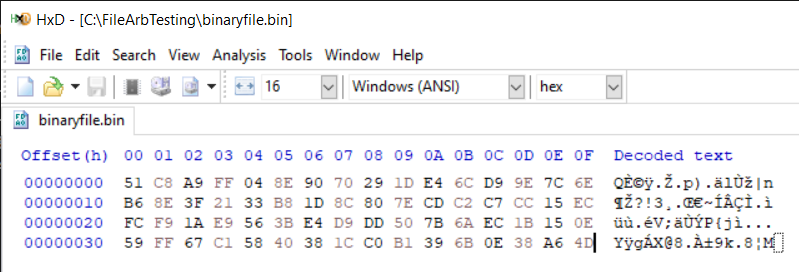 HxD - [C:\FileArbTesting\binaryfile.bin]
File Edit Search View Analysis Tools Window Help
16 Windows (ANSI) hex
binaryfile.bin
Offset(h) 00 01 02 03 04 05 06 07 08 09 0A 0B 0C 0D 0E 0F Decoded text
00000000 51 C8 A9 FF 04 8E 90 70 29 1D E4 6C D9 9E 7C 6E QÈ©ÿ.Ž.p).älÙž|n
00000010 B6 8E 3F 21 33 B8 1D 8C 80 7E CD C2 C7 CC 15 EC ¶Ž?!3¸.Œ€~ÍÂÇÌ.ì
00000020 FC F9 1A E9 56 3B E4 D9 DD 50 7B 6A EC 1B 15 0E üù.éV;äÙÝP{jì...
00000030 59 FF 67 C1 58 40 38 1C C0 B1 39 6B 0E 38 A6 4D YÿgÁX@8.À±9k.8¦M